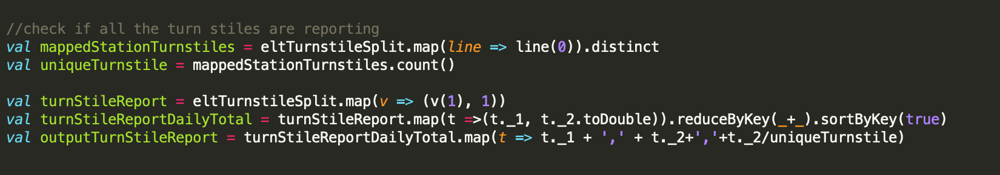 //check if all the turn stiles are reporting
val mappedStationTurnstiles = eltTurnstileSplit.map(line => line(0)).distinct
val uniqueTurnstile = mappedStationTurnstiles.count()
val turnStileReport = eltTurnstileSplit.map(v => (v(1), 1))
val turnStileReportDailyTotal = turnStileReport.map(t =>(t._1, t._2.toDouble)).reduceByKey(_+_).sortByKey(true)
val outputTurnStileReport = turnStileReportDailyTotal.map(t => t._1 + ',' + t._2+','+t._2/uniqueTurnstile)